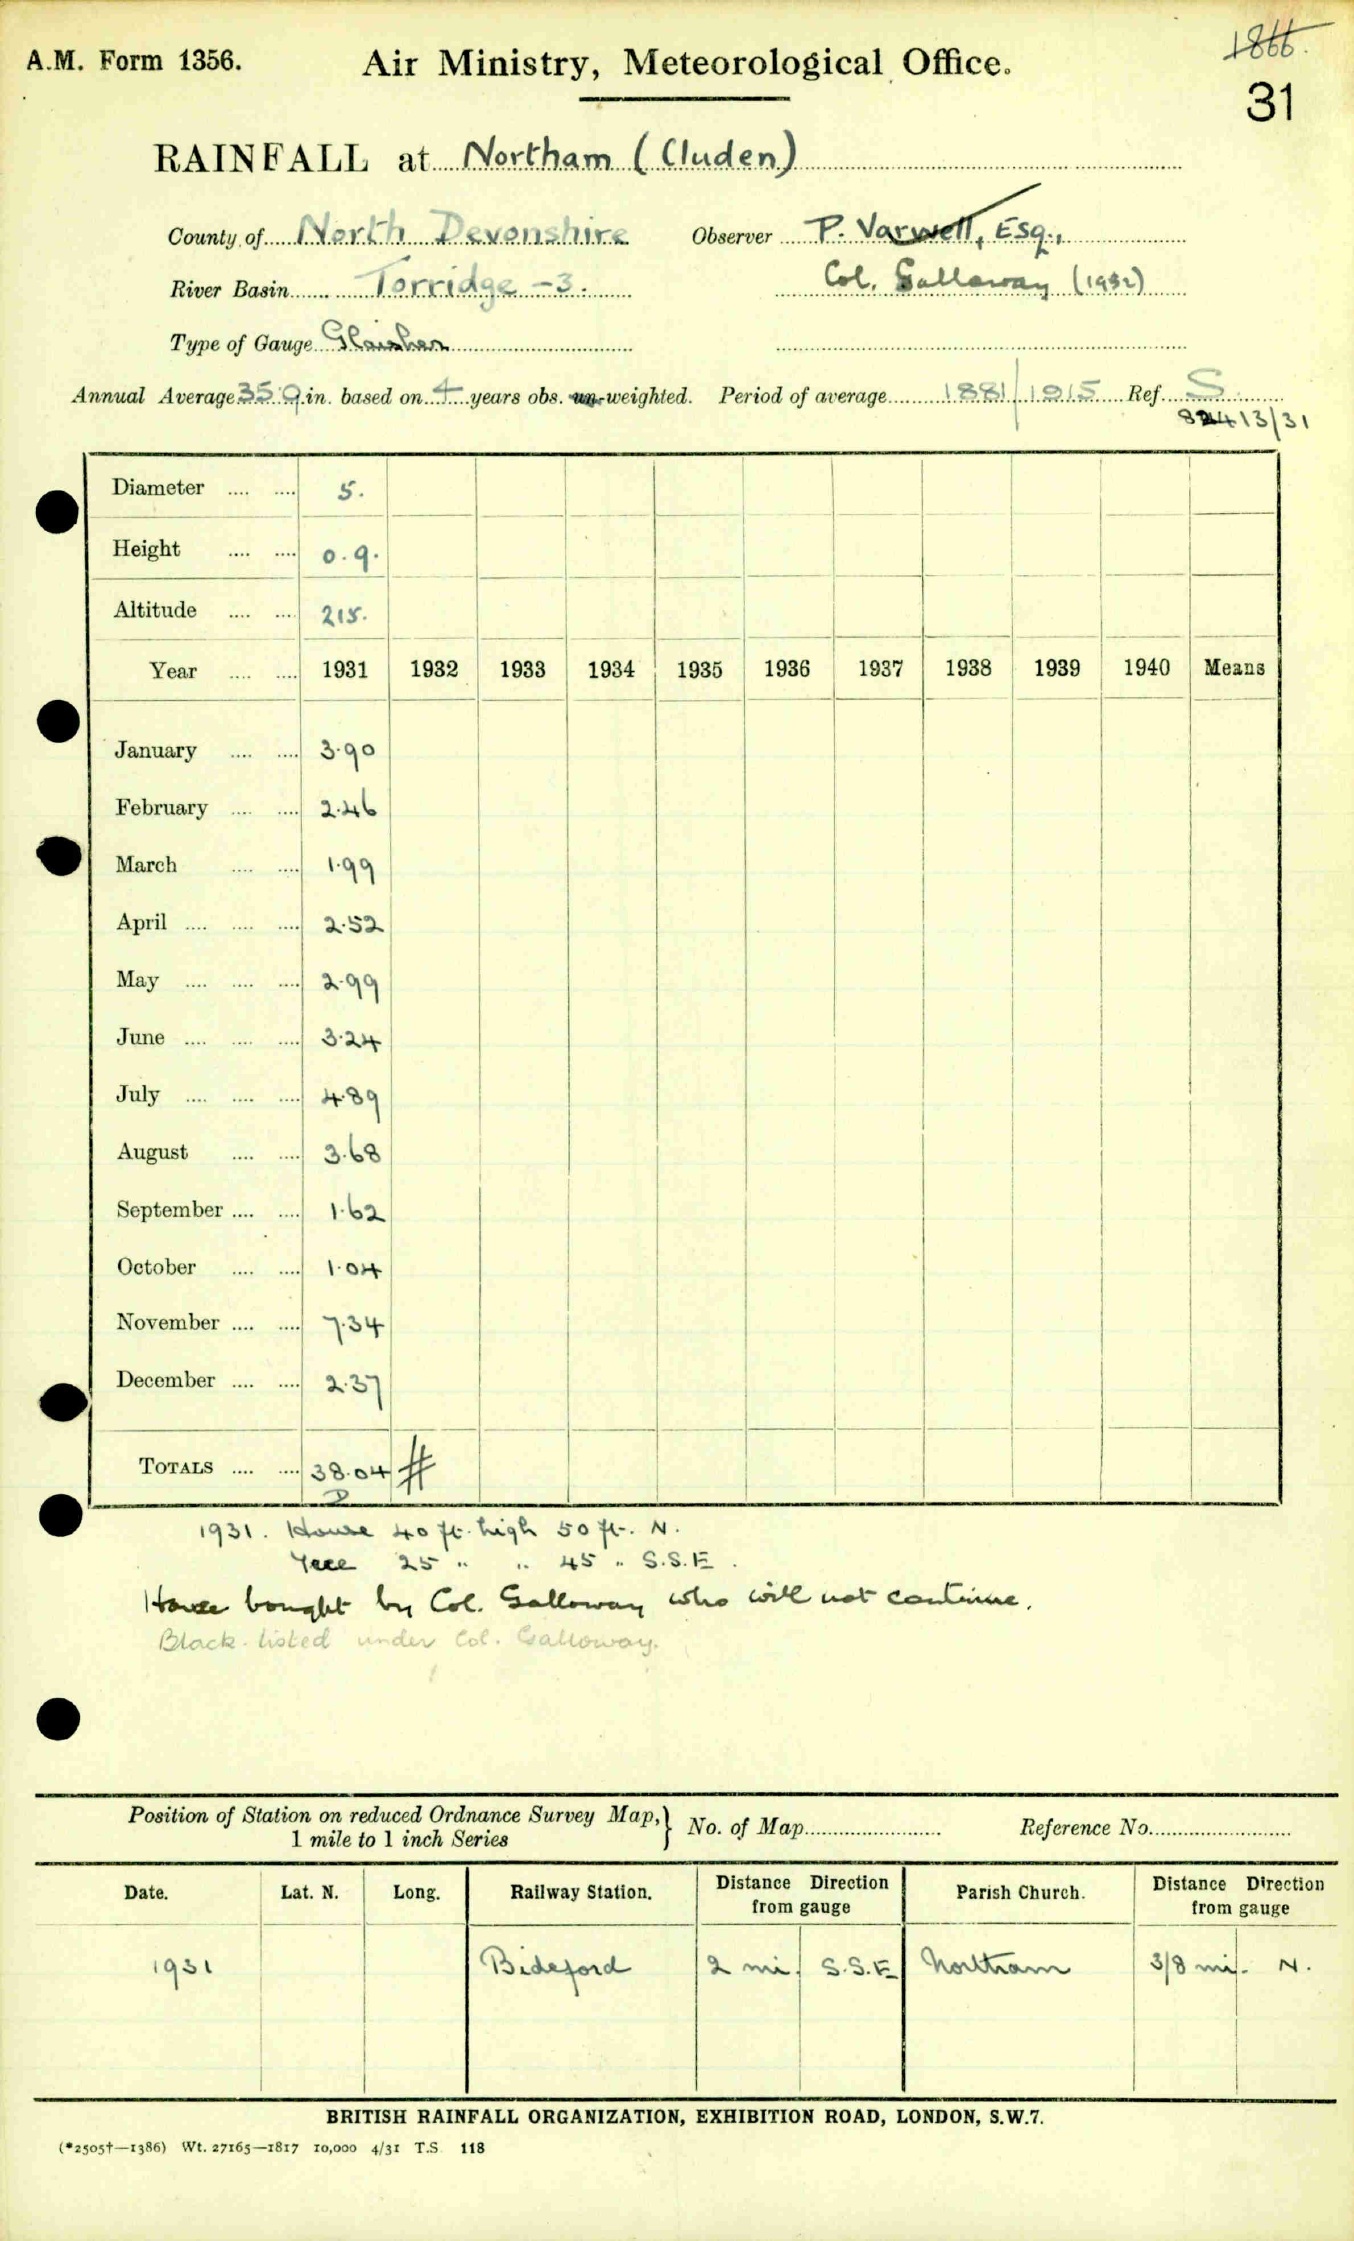 A.M. Form 1356.
Air Ministry, Meteorological Office.
1866.
31
RAINFALL at Northam (Cluden)
County of North Devonshire Observer P. Varwell, Esq.,
River Basin Torridge -3. Col. Galloway (1932)
Type of Gauge Glaisher
Annual Average 35.9 in. based on 4 years obs. un-weighted. Period of average 1881/1915 Ref. S
13/31
Diameter .... .... 5.
Height .... .... 0.9.
Altitude .... .... 215.
Year .... .... 1931 1932 1933 1934 1935 1936 1937 1938 1939 1940 Means
January .... .... 3.90
February .... .... 2.46
March .... .... 1.99
April .... .... .... 2.52
May .... .... .... 2.99
June .... .... .... 3.24
July .... .... .... 4.89
August .... .... 3.68
September .... .... 1.62
October .... .... 1.04
November .... .... 7.34
December .... .... 2.37
TOTALS .... .... 38.04 #
D
1931. House 40 ft. high 50 ft. N.
Tree 25 " " 45 " S.S.E.
House bought by Col. Galloway who will not continue.
Black-listed under Col. Galloway.
Position of Station on reduced Ordnance Survey Map, } No. of Map Reference No.
1 mile to 1 inch Series
Date. Lat. N. Long. Railway Station. Distance Direction from gauge Parish Church. Distance Direction from gauge
1931 Bideford 2 mi. S.S.E Northam 3/8 mi. N.
BRITISH RAINFALL ORGANIZATION, EXHIBITION ROAD, LONDON, S.W.7.
(*2505†—1386) Wt. 27165—1817 10,000 4/31 T.S. 118